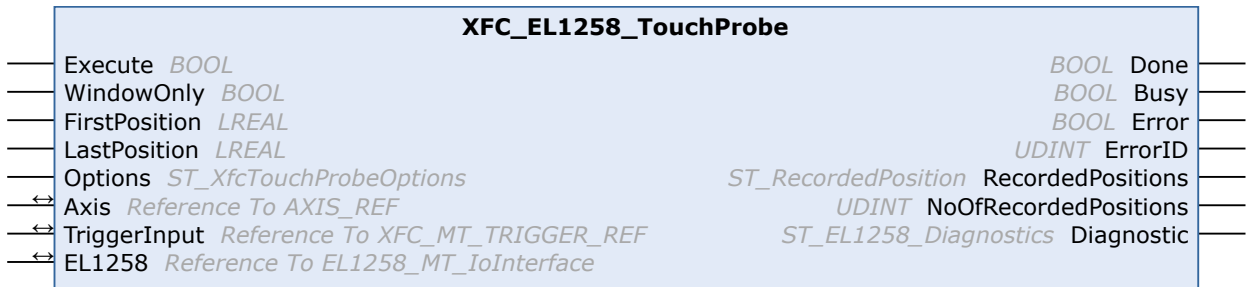 XFC_EL1258_TouchProbe
Execute BOOL BOOL Done
WindowOnly BOOL BOOL Busy
FirstPosition LREAL BOOL Error
LastPosition LREAL UDINT ErrorID
Options ST_XfcTouchProbeOptions ST_RecordedPosition RecordedPositions
↔ Axis Reference To AXIS_REF UDINT NoOfRecordedPositions
↔ TriggerInput Reference To XFC_MT_TRIGGER_REF ST_EL1258_Diagnostics Diagnostic
↔ EL1258 Reference To EL1258_MT_IoInterface